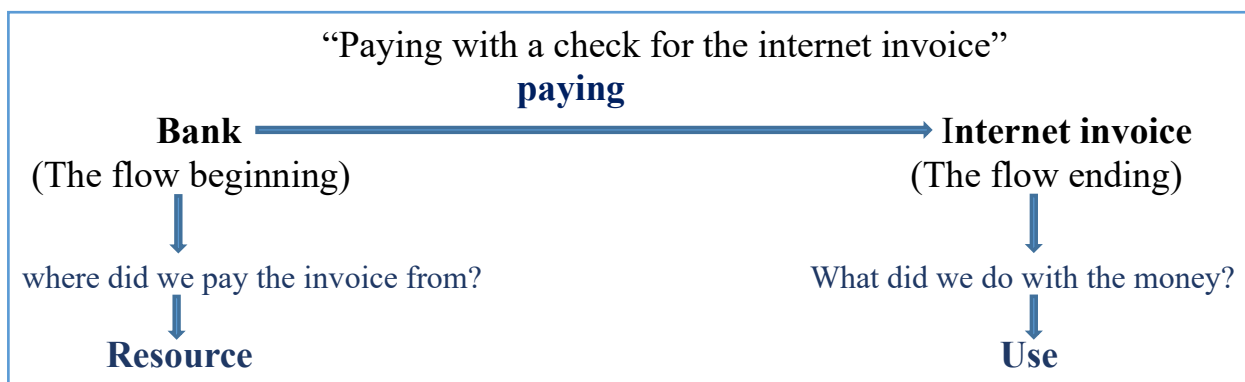 “Paying with a check for the internet invoice”
paying
Bank Internet invoice
(The flow beginning) (The flow ending)
where did we pay the invoice from? What did we do with the money?
Resource Use